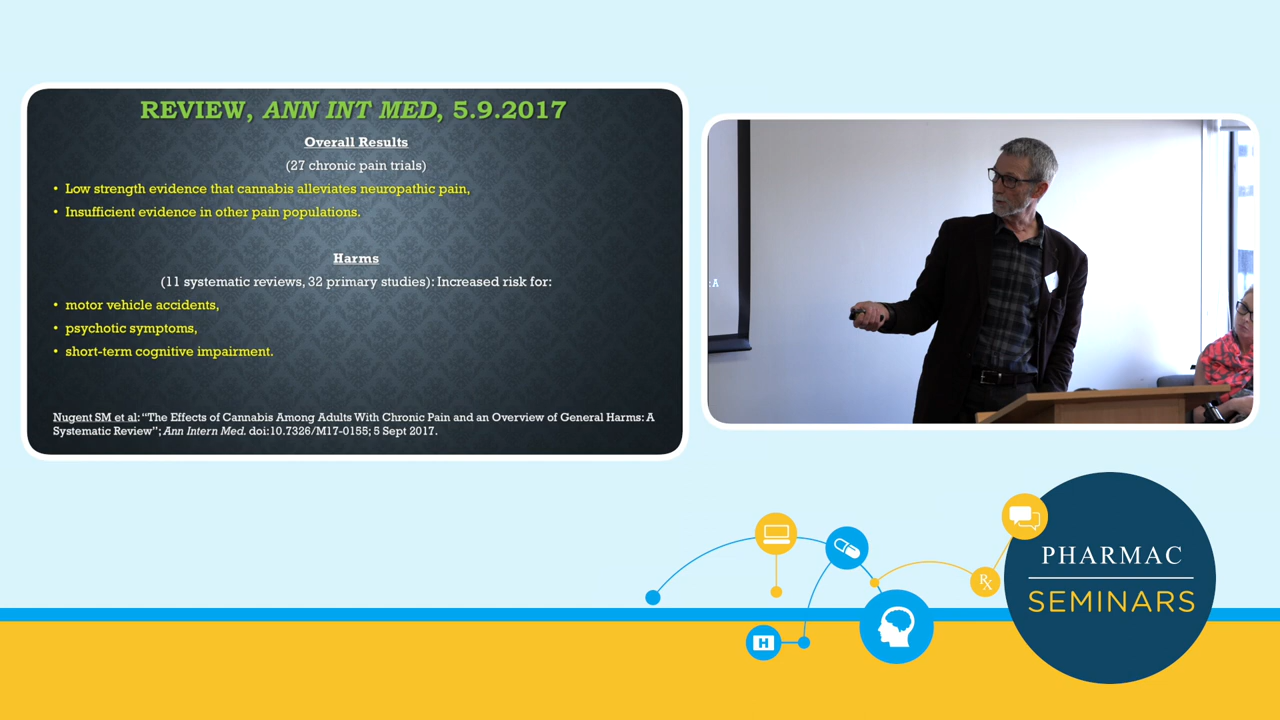 REVIEW, ANN INT MED, 5.9.2017
Overall Results
(27 chronic pain trials)
• Low strength evidence that cannabis alleviates neuropathic pain,
• Insufficient evidence in other pain populations.
Harms
(11 systematic reviews, 32 primary studies): Increased risk for:
• motor vehicle accidents,
• psychotic symptoms,
• short-term cognitive impairment.
Nugent SM et al: “The Effects of Cannabis Among Adults With Chronic Pain and an Overview of General Harms: A
Systematic Review”; Ann Intern Med. doi:10.7326/M17-0155; 5 Sept 2017.
: A
Rx
H
PHARMAC
SEMINARS